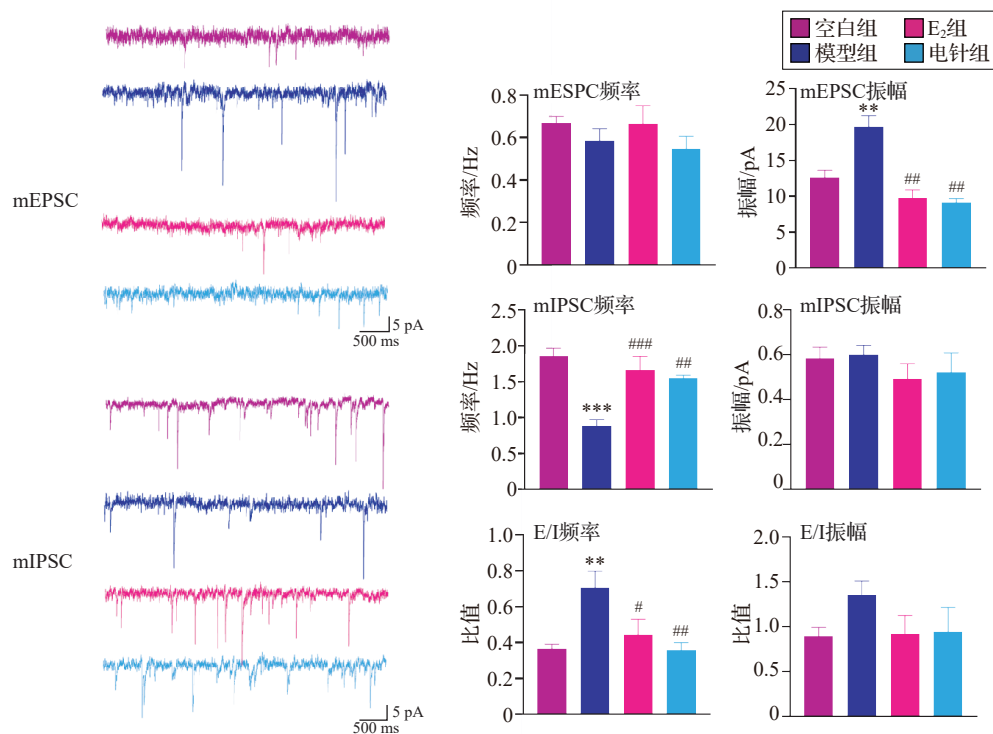 空白组
E₂组
模型组
电针组
mEPSC
5 pA
500 ms
mIPSC
5 pA
500 ms
mESPC频率
频率/Hz
0.8
0.6
0.4
0.2
0
mEPSC振幅
振幅/pA
25
20
15
10
5
0
**
##
##
mIPSC频率
频率/Hz
2.5
2.0
1.5
1.0
0.5
0
***
###
##
mIPSC振幅
振幅/pA
0.8
0.6
0.4
0.2
0
E/I频率
比值
1.0
0.8
0.6
0.4
0.2
0
**
#
##
E/I振幅
比值
2.0
1.5
1.0
0.5
0